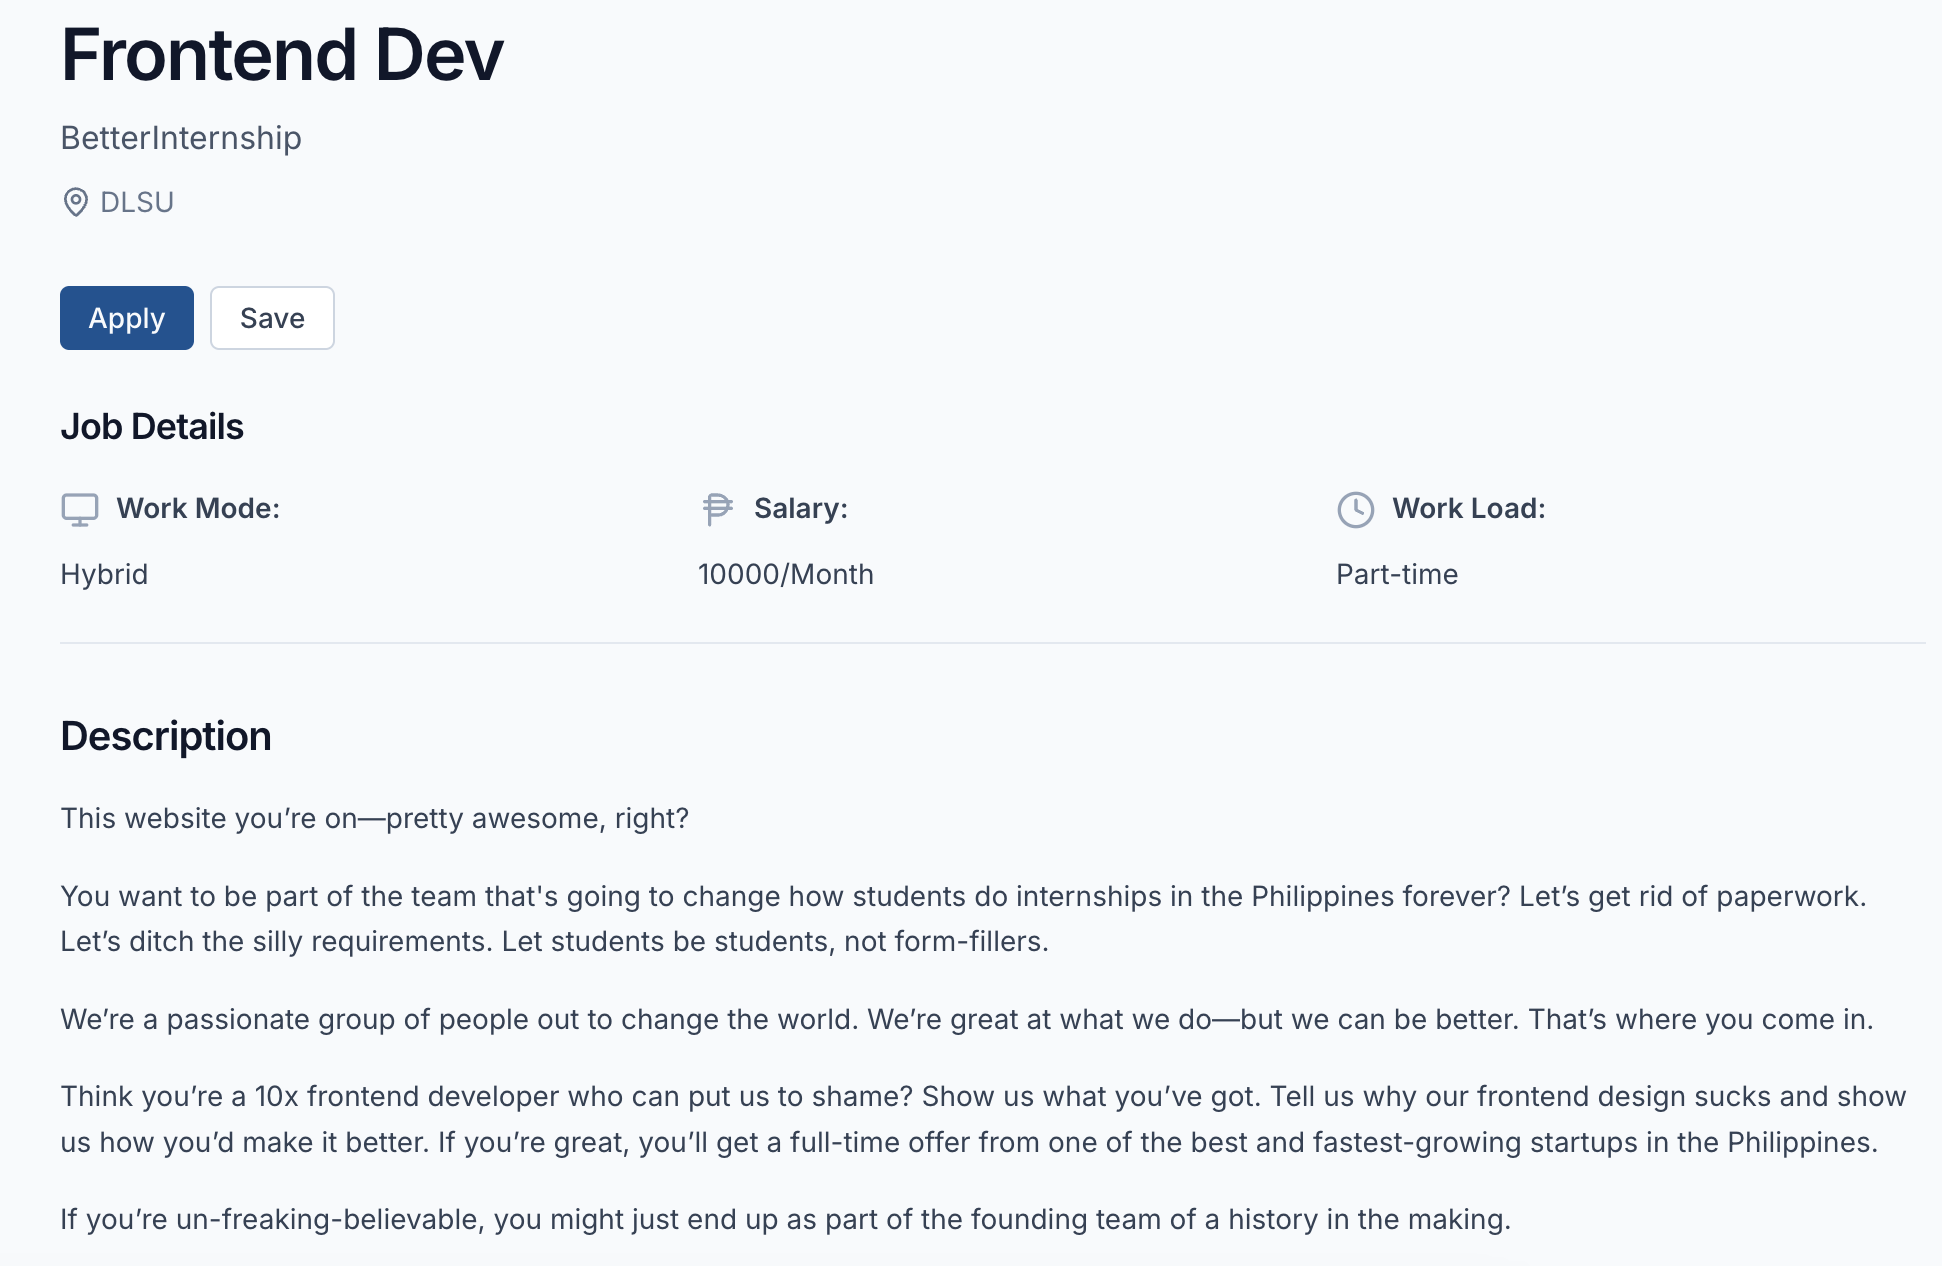 Frontend Dev
BetterInternship
DLSU
Apply
Save
Job Details
Work Mode:
Salary:
Work Load:
Hybrid
10000/Month
Part-time
Description
This website you’re on—pretty awesome, right?
You want to be part of the team that's going to change how students do internships in the Philippines forever? Let’s get rid of paperwork.
Let’s ditch the silly requirements. Let students be students, not form-fillers.
We’re a passionate group of people out to change the world. We’re great at what we do—but we can be better. That’s where you come in.
Think you’re a 10x frontend developer who can put us to shame? Show us what you’ve got. Tell us why our frontend design sucks and show
us how you’d make it better. If you’re great, you’ll get a full-time offer from one of the best and fastest-growing startups in the Philippines.
If you’re un-freaking-believable, you might just end up as part of the founding team of a history in the making.